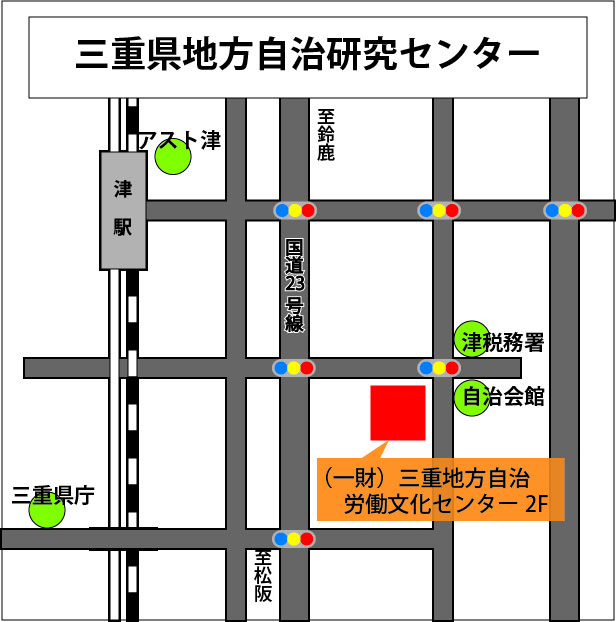 三重県地方自治研究センター
至鈴鹿
アスト津
津駅
国道23号線
津税務署
自治会館
（一財）三重地方自治
労働文化センター 2F
三重県庁
至松阪